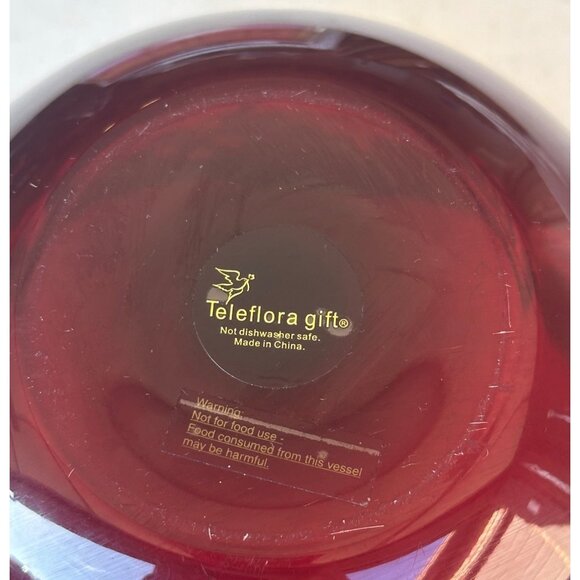 Teleflora gift®
Not dishwasher safe.
Made in China.
Warning:
Not for food use -
Food consumed from this vessel
may be harmful.